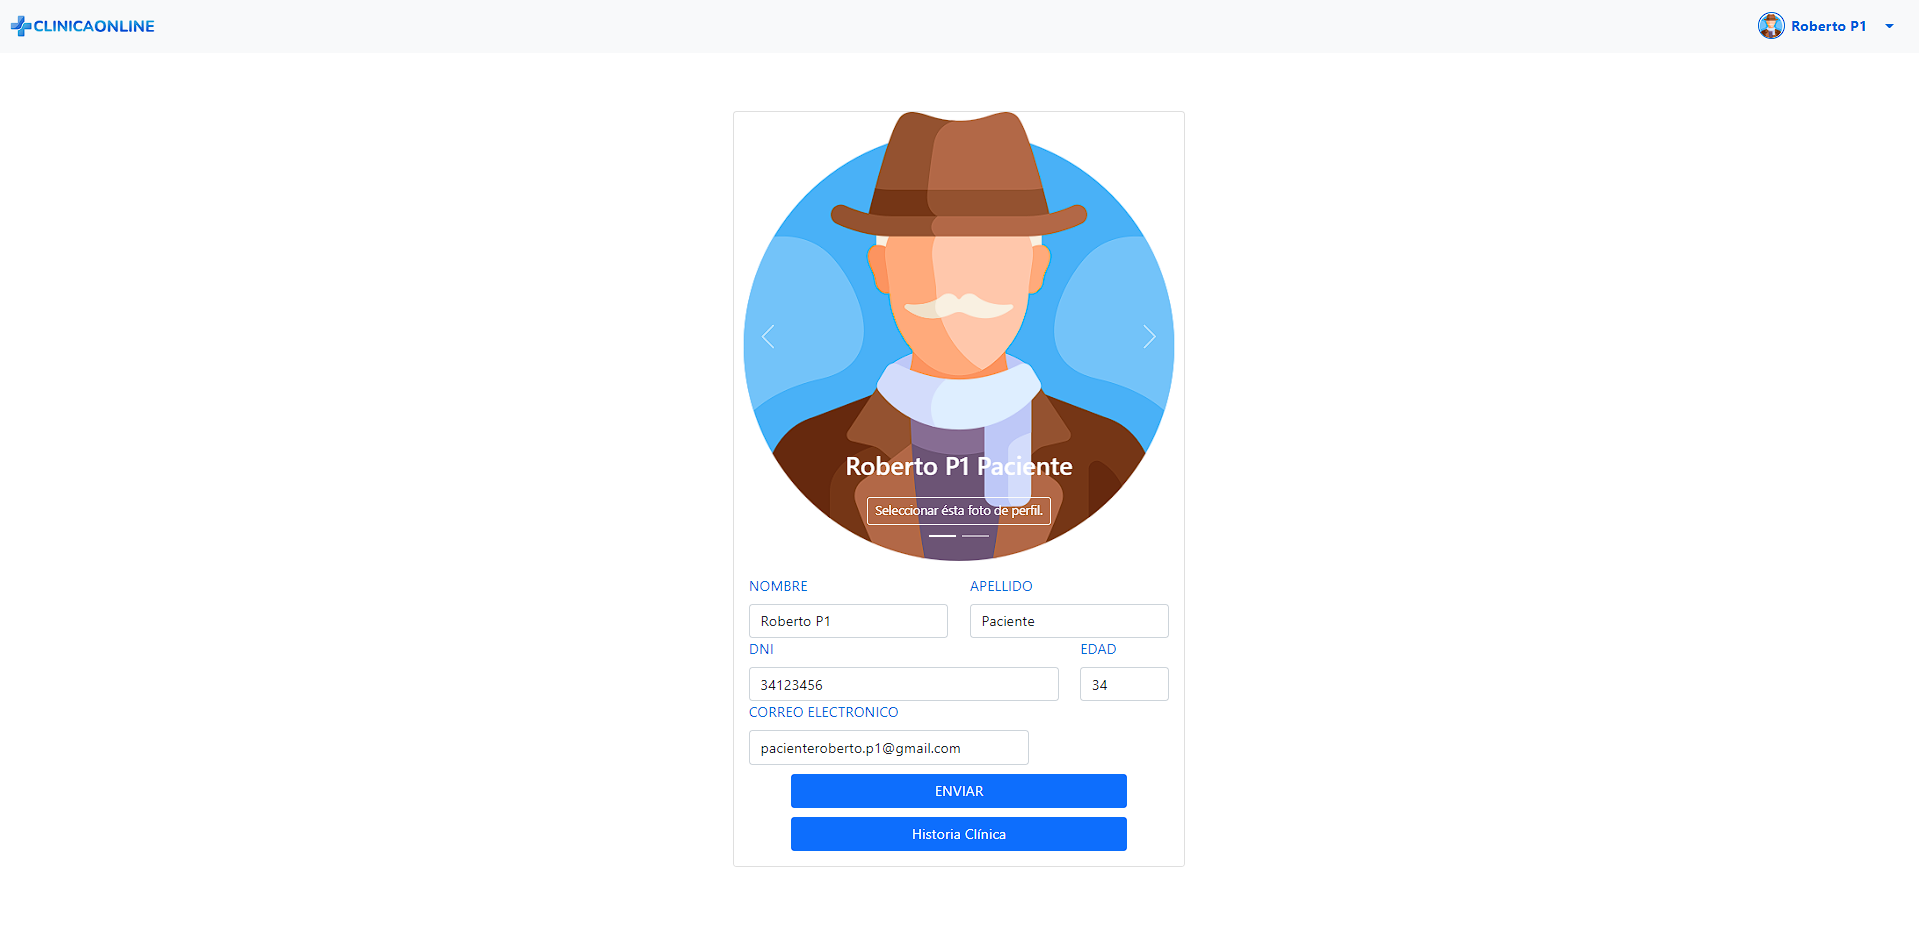 CLINICAONLINE
Roberto P1
Roberto P1 Paciente
Seleccionar ésta foto de perfil.
NOMBRE
APELLIDO
Roberto P1
Paciente
DNI
EDAD
34123456
34
CORREO ELECTRONICO
pacienteroberto.p1@gmail.com
ENVIAR
Historia Clínica